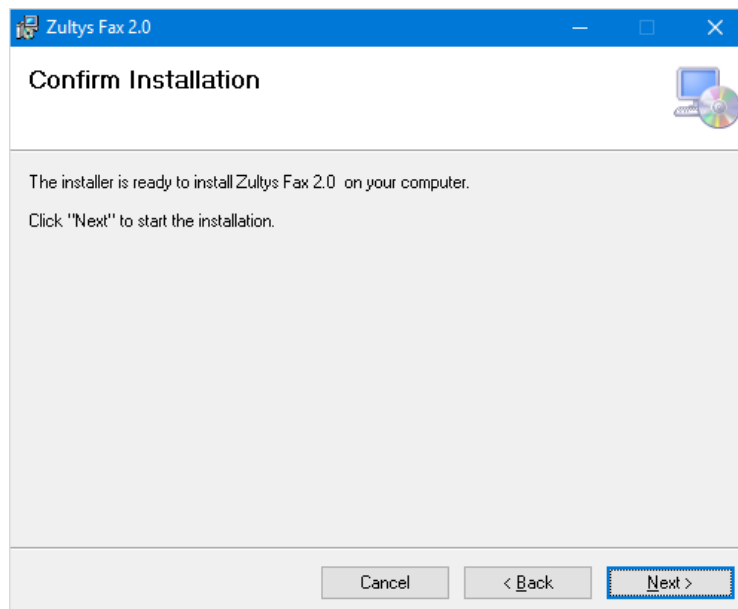 Zultys Fax 2.0
Confirm Installation
The installer is ready to install Zultys Fax 2.0 on your computer.
Click "Next" to start the installation.
Cancel
< Back
Next >